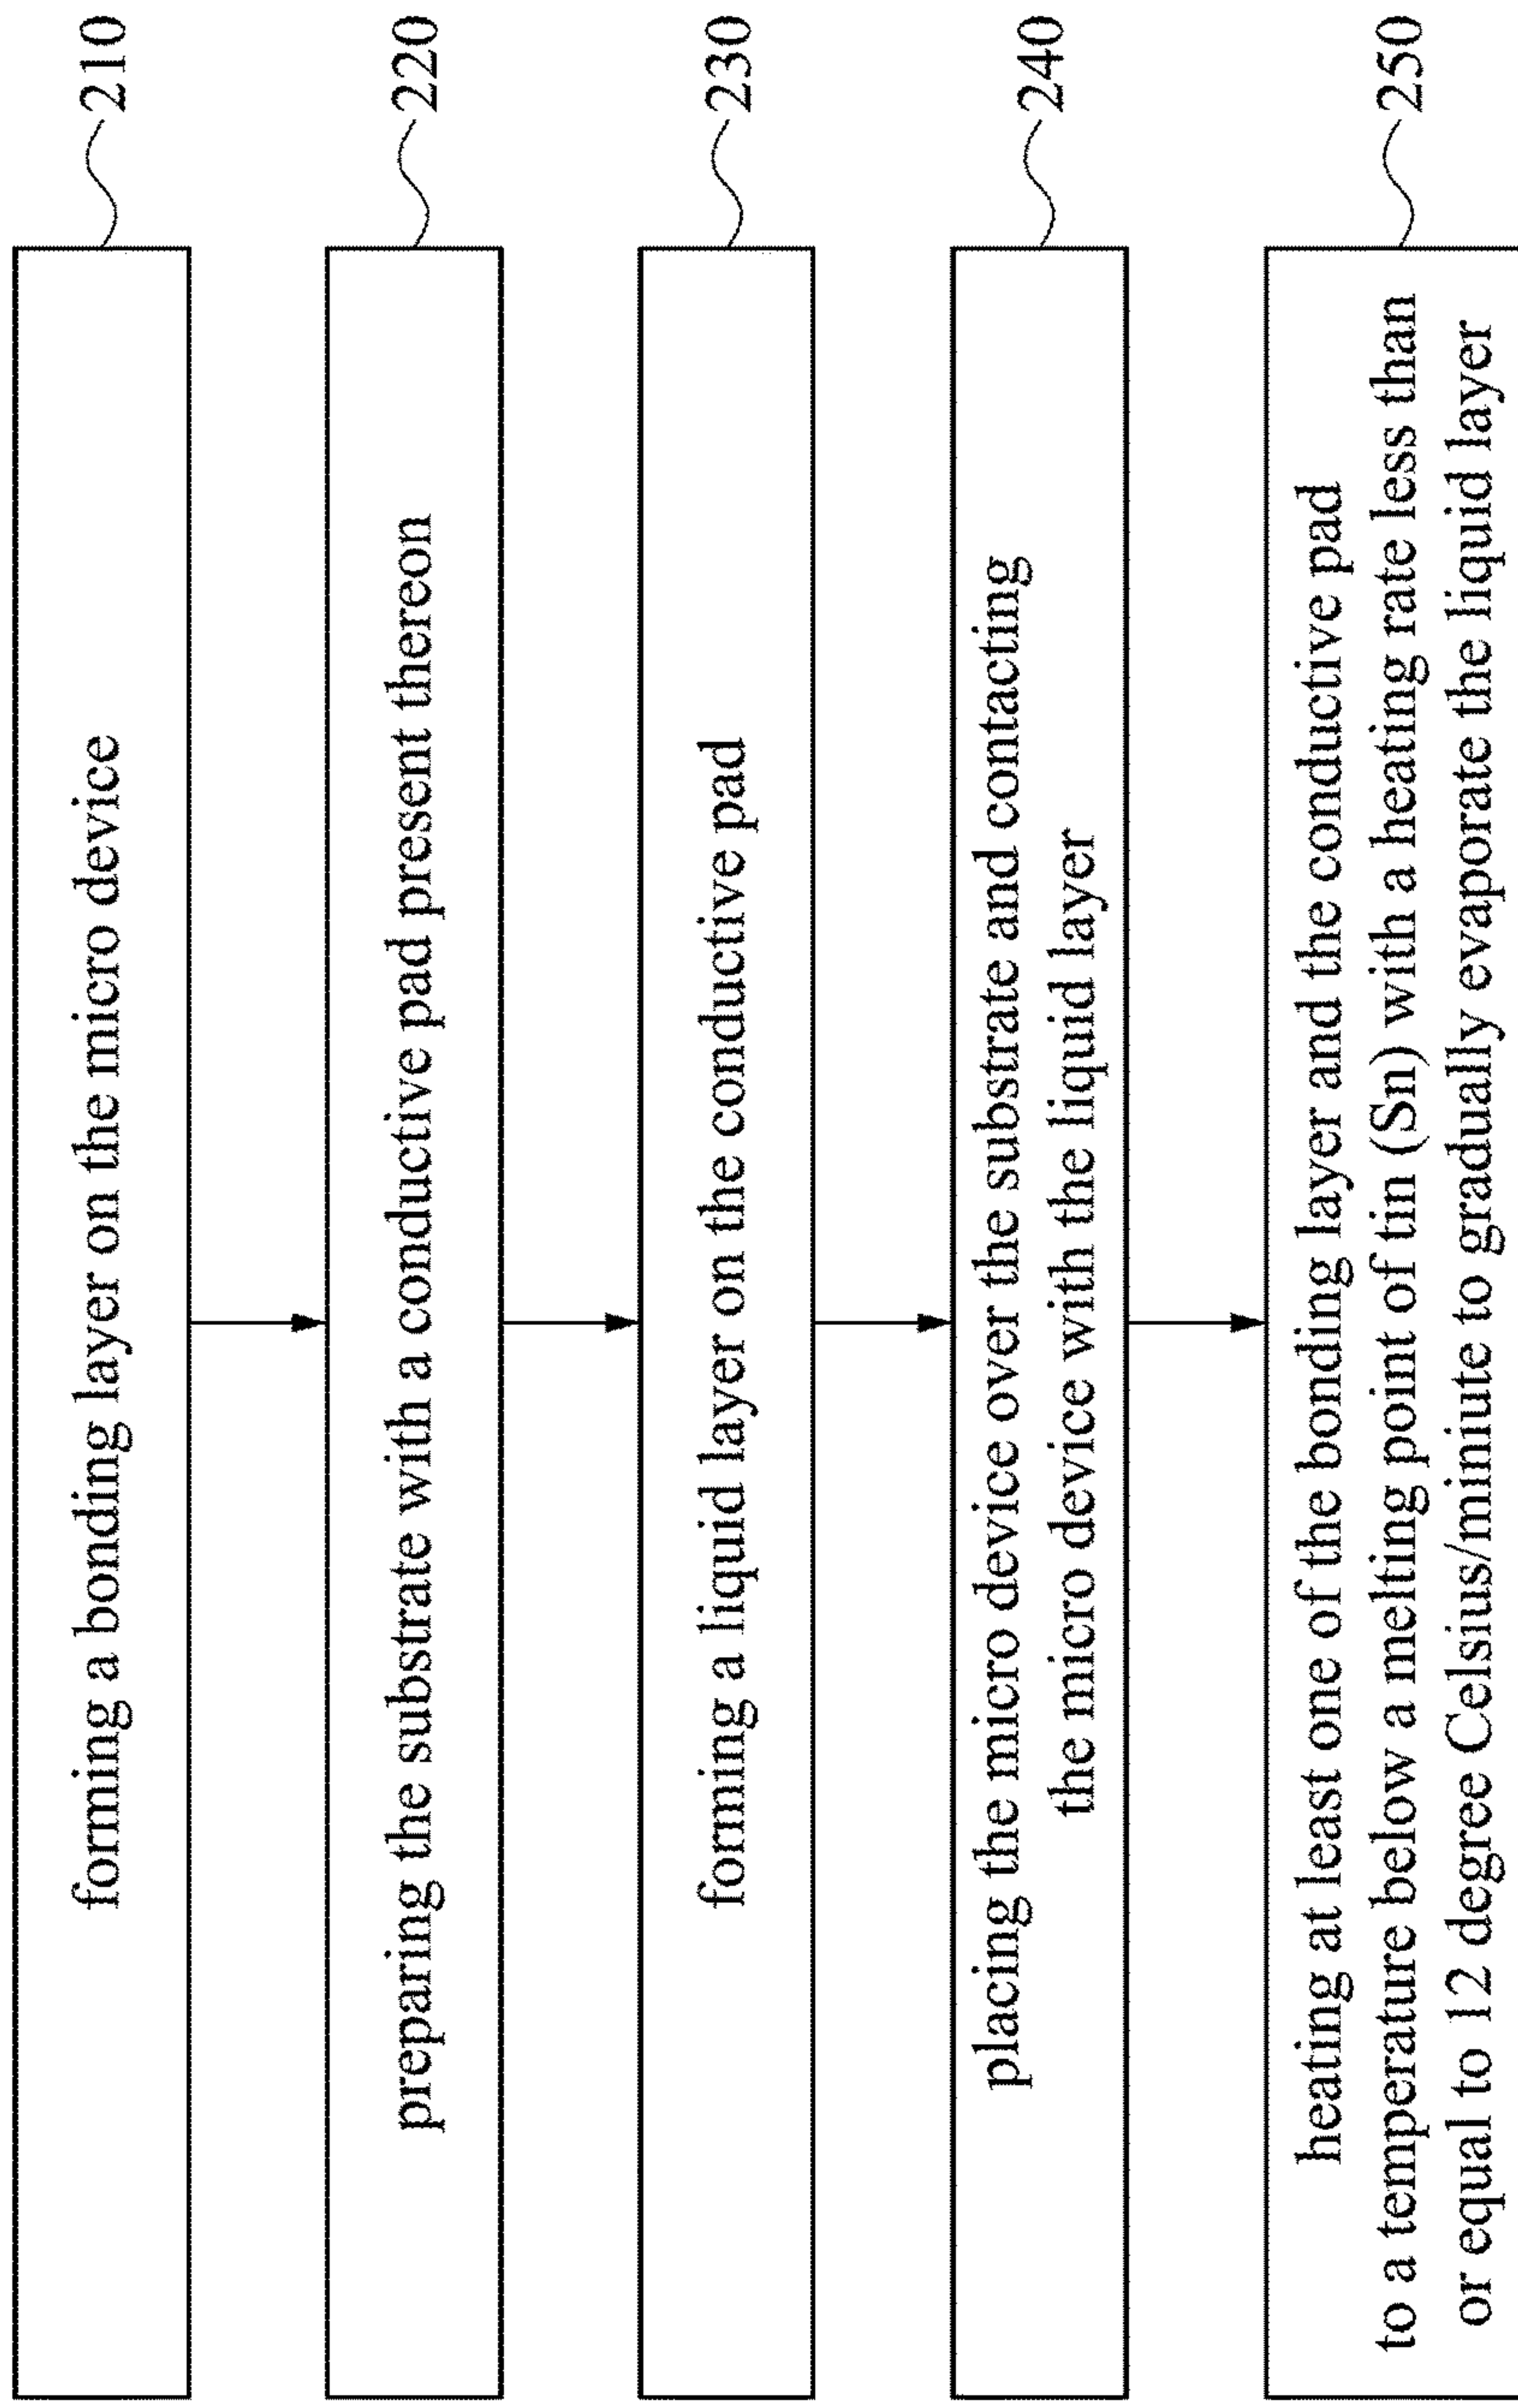 forming a bonding layer on the micro device
210
preparing the substrate with a conductive pad present thereon
220
forming a liquid layer on the conductive pad
230
placing the micro device over the substrate and contacting
the micro device with the liquid layer
240
heating at least one of the bonding layer and the conductive pad
to a temperature below a melting point of tin (Sn) with a heating rate less than
or equal to 12 degree Celsius/miniute to gradually evaporate the liquid layer
250